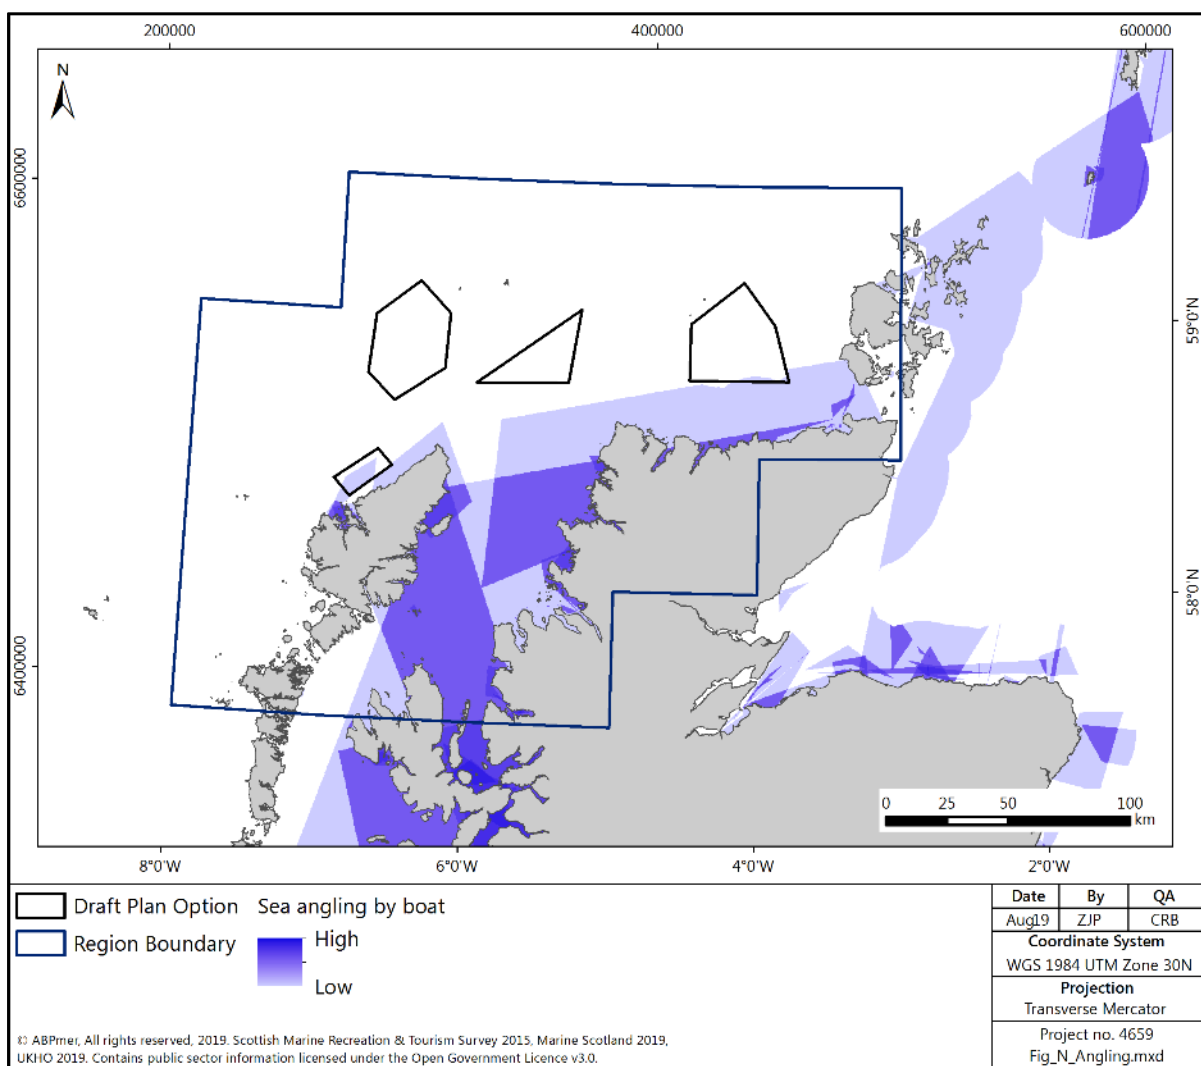 200000 400000 600000
N
6600000
6400000
59°0'N
58°0'N
0 25 50 100
km
8°0'W 6°0'W 4°0'W 2°0'W
Draft Plan Option
Region Boundary
Sea angling by boat
High
Low
Date By QA
Aug19 ZJP CRB
Coordinate System
WGS 1984 UTM Zone 30N
Projection
Transverse Mercator
Project no. 4659
Fig_N_Angling.mxd
© ABPmer, All rights reserved, 2019. Scottish Marine Recreation & Tourism Survey 2015, Marine Scotland 2019,
UKHO 2019. Contains public sector information licensed under the Open Government Licence v3.0.